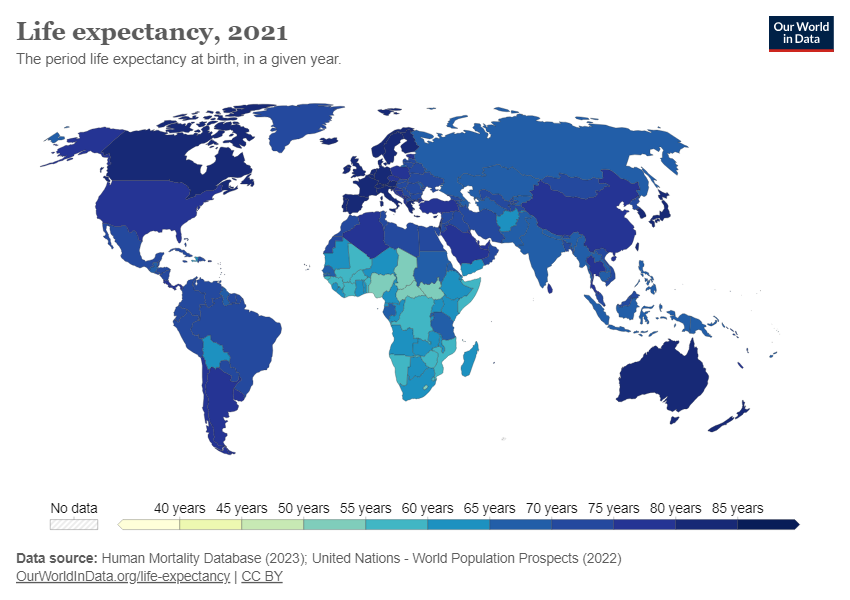 Life expectancy, 2021
Our World
in Data
The period life expectancy at birth, in a given year.
No data
40 years 45 years 50 years 55 years 60 years 65 years 70 years 75 years 80 years 85 years
Data source: Human Mortality Database (2023); United Nations - World Population Prospects (2022)
OurWorldInData.org/life-expectancy | CC BY